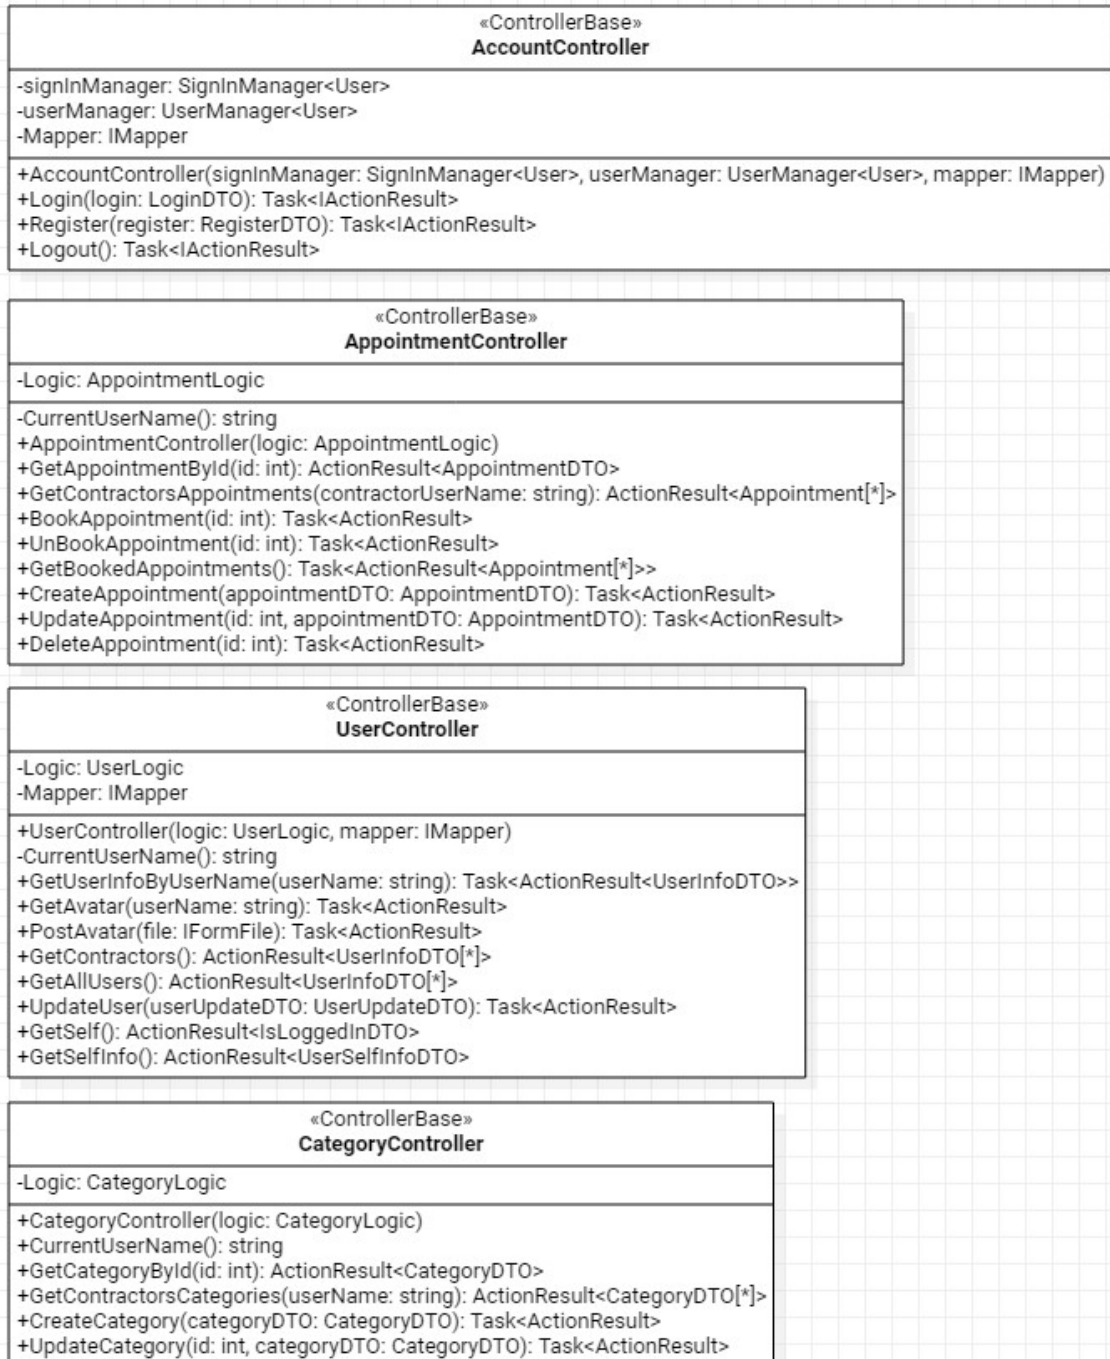 «ControllerBase»
AccountController
-signInManager: SignInManager<User>
-userManager: UserManager<User>
-Mapper: IMapper
+AccountController(signInManager: SignInManager<User>, userManager: UserManager<User>, mapper: IMapper)
+Login(login: LoginDTO): Task<IActionResult>
+Register(register: RegisterDTO): Task<IActionResult>
+Logout(): Task<IActionResult>
«ControllerBase»
AppointmentController
-Logic: AppointmentLogic
-CurrentUserName(): string
+AppointmentController(logic: AppointmentLogic)
+GetAppointmentById(id: int): ActionResult<AppointmentDTO>
+GetContractorsAppointments(contractorUserName: string): ActionResult<Appointment[*]>
+BookAppointment(id: int): Task<ActionResult>
+UnBookAppointment(id: int): Task<ActionResult>
+GetBookedAppointments(): Task<ActionResult<Appointment[*]>>
+CreateAppointment(appointmentDTO: AppointmentDTO): Task<ActionResult>
+UpdateAppointment(id: int, appointmentDTO: AppointmentDTO): Task<ActionResult>
+DeleteAppointment(id: int): Task<ActionResult>
«ControllerBase»
UserController
-Logic: UserLogic
-Mapper: IMapper
+UserController(logic: UserLogic, mapper: IMapper)
-CurrentUserName(): string
+GetUserInfoByUserName(userName: string): Task<ActionResult<UserInfoDTO>>
+GetAvatar(userName: string): Task<ActionResult>
+PostAvatar(file: IFormFile): Task<ActionResult>
+GetContractors(): ActionResult<UserInfoDTO[*]>
+GetAllUsers(): ActionResult<UserInfoDTO[*]>
+UpdateUser(userUpdateDTO: UserUpdateDTO): Task<ActionResult>
+GetSelf(): ActionResult<IsLoggedInDTO>
+GetSelfInfo(): ActionResult<UserSelfInfoDTO>
«ControllerBase»
CategoryController
-Logic: CategoryLogic
+CategoryController(logic: CategoryLogic)
+CurrentUserName(): string
+GetCategoryById(id: int): ActionResult<CategoryDTO>
+GetContractorsCategories(userName: string): ActionResult<CategoryDTO[*]>
+CreateCategory(categoryDTO: CategoryDTO): Task<ActionResult>
+UpdateCategory(id: int, categoryDTO: CategoryDTO): Task<ActionResult>